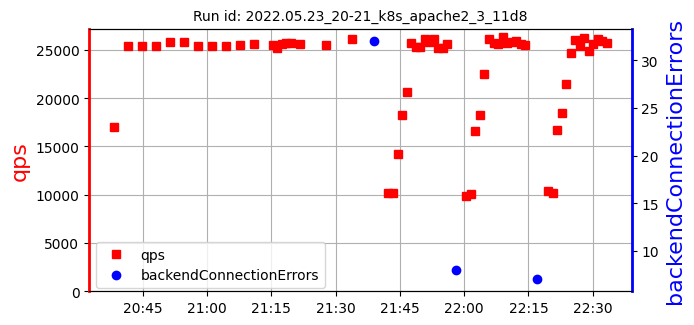 Run id: 2022.05.23_20-21_k8s_apache2_3_11d8
25000
20000
15000
10000
5000
0
qps
30
25
20
15
10
backendConnectionErrors
qps
backendConnectionErrors
20:45 21:00 21:15 21:30 21:45 22:00 22:15 22:30